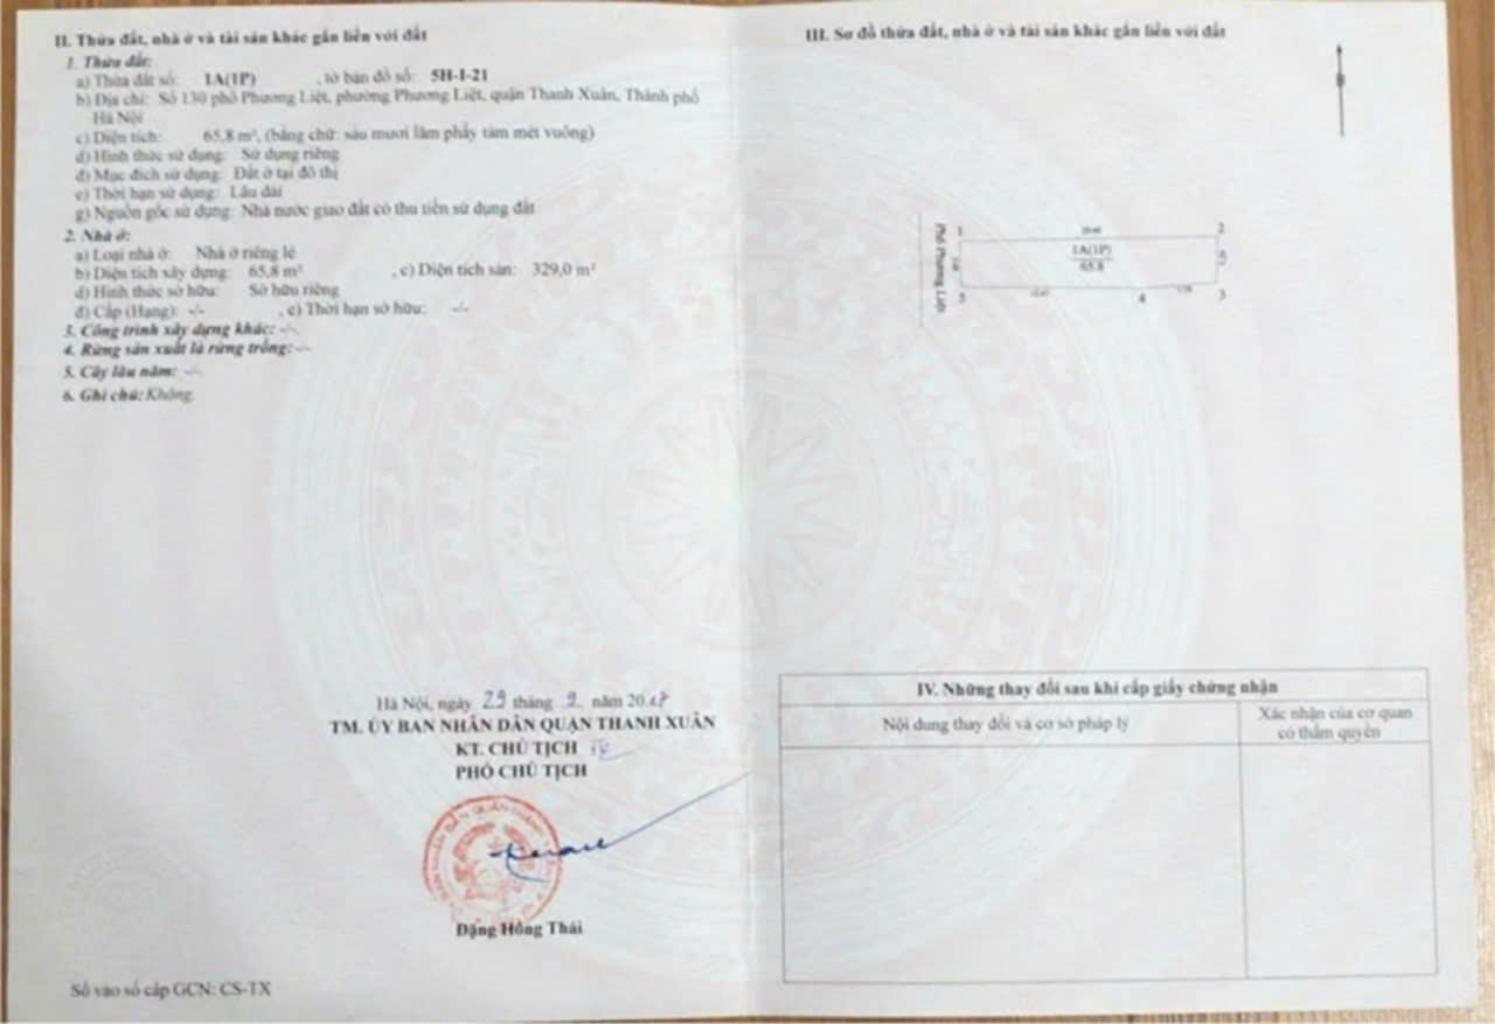 II. Thửa đất, nhà ở và tài sản khác gắn liền với đất
1. Thửa đất:
a) Thửa đất số: 1A(1P) , tờ bản đồ số: 5H-I-21
b) Địa chỉ: Số 130 phố Phương Liệt, phường Phương Liệt, quận Thanh Xuân, Thành phố
Hà Nội
c) Diện tích: 65,8 m², (bằng chữ: sáu mươi lăm phẩy tám mét vuông)
d) Hình thức sử dụng: Sử dụng riêng
đ) Mục đích sử dụng: Đất ở tại đô thị
e) Thời hạn sử dụng: Lâu dài
g) Nguồn gốc sử dụng: Nhà nước giao đất có thu tiền sử dụng đất
2. Nhà ở:
a) Loại nhà ở: Nhà ở riêng lẻ
b) Diện tích xây dựng: 65,8 m² , c) Diện tích sàn: 329,0 m²
d) Hình thức sở hữu: Sở hữu riêng
đ) Cấp (Hạng): -/- , e) Thời hạn sở hữu: -/-
3. Công trình xây dựng khác: -/-
4. Rừng sản xuất là rừng trồng: -/-
5. Cây lâu năm: -/-
6. Ghi chú: Không
Hà Nội, ngày 29 tháng 9 năm 2017
TM. ỦY BAN NHÂN DÂN QUẬN THANH XUÂN
KT. CHỦ TỊCH
PHÓ CHỦ TỊCH
Đặng Hồng Thái
Số vào sổ cấp GCN: CS-TX
III. Sơ đồ thửa đất, nhà ở và tài sản khác gắn liền với đất
Phố Phương Liệt
1
2
1A(1P)
65.8
5
4
3
IV. Những thay đổi sau khi cấp giấy chứng nhận
Nội dung thay đổi và cơ sở pháp lý
Xác nhận của cơ quan
có thẩm quyền